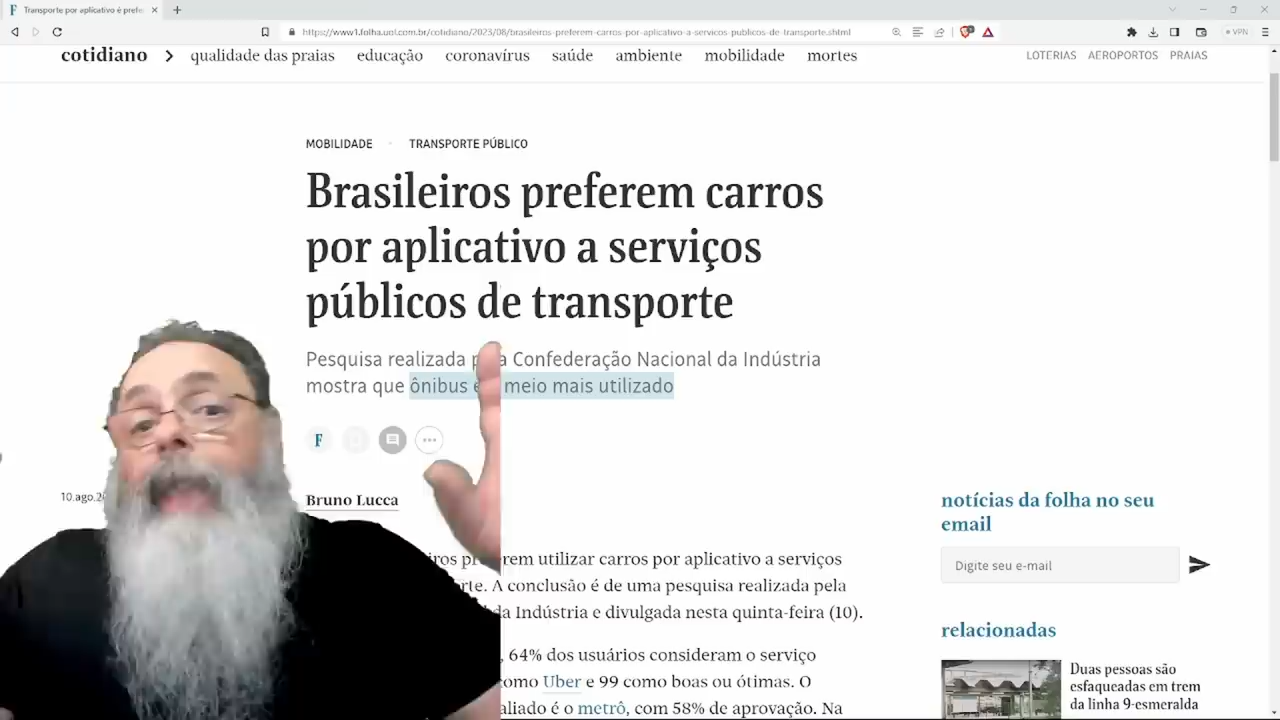 Transporte por aplicativo é prefe
https://www1.folha.uol.com.br/cotidiano/2023/08/brasileiros-preferem-carros-por-aplicativo-a-servicos-publicos-de-transporte.shtml
VPN
cotidiano
qualidade das praias educação coronavírus saúde ambiente mobilidade mortes
LOTERIAS AEROPORTOS PRAIAS
MOBILIDADE · TRANSPORTE PÚBLICO
Brasileiros preferem carros
por aplicativo a serviços
públicos de transporte
Pesquisa realizada Confederação Nacional da Indústria
mostra que ônibus meio mais utilizado
F
10.ago.2
Bruno Lucca
utilizar carros por aplicativo a serviços
A conclusão é de uma pesquisa realizada pela
da Indústria e divulgada nesta quinta-feira (10).
64% dos usuários consideram o serviço
como Uber e 99 como boas ou ótimas. O
é o metrô, com 58% de aprovação. Na
notícias da folha no seu
email
Digite seu e-mail
relacionadas
Duas pessoas são
esfaqueadas em trem
da linha 9-esmeralda